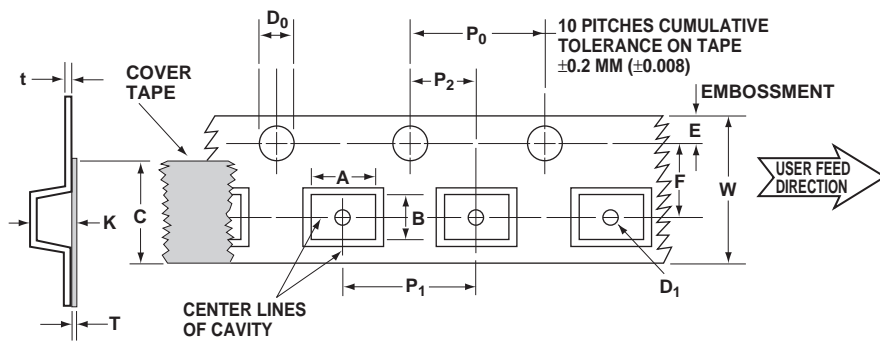 D0
P0
10 PITCHES CUMULATIVE
TOLERANCE ON TAPE
±0.2 MM (±0.008)
t
COVER
TAPE
P2
EMBOSSMENT
E
A
F
W
USER FEED
DIRECTION
C
K
B
P1
D1
CENTER LINES
OF CAVITY
T